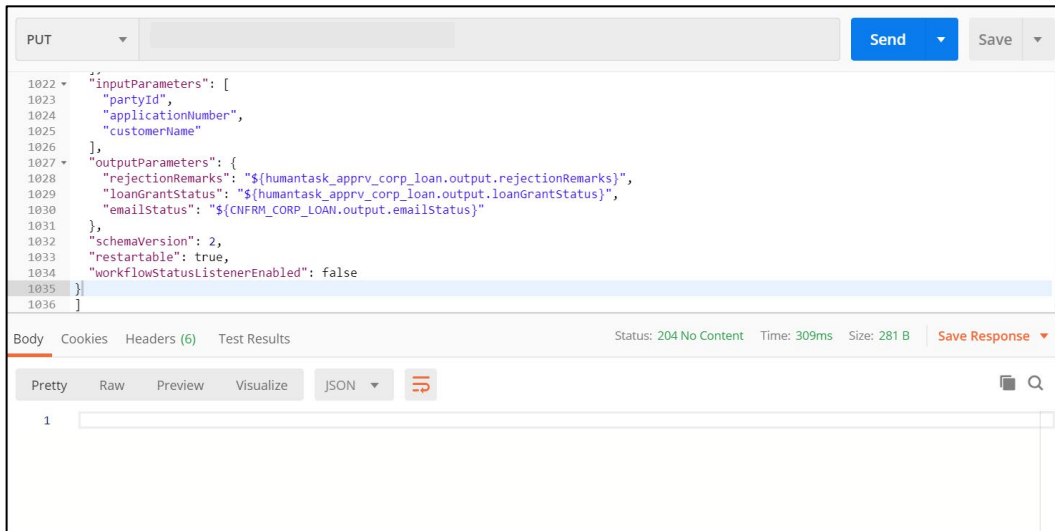 PUT
Send
Save
1022 "inputParameters": [
1023 "partyId",
1024 "applicationNumber",
1025 "customerName"
1026 ],
1027 "outputParameters": {
1028 "rejectionRemarks": "${humantask_apprv_corp_loan.output.rejectionRemarks}",
1029 "loanGrantStatus": "${humantask_apprv_corp_loan.output.loanGrantStatus}",
1030 "emailStatus": "${CNFRM_CORP_LOAN.output.emailStatus}"
1031 },
1032 "schemaVersion": 2,
1033 "restartable": true,
1034 "workflowStatusListenerEnabled": false
1035 }
1036 ]
Body Cookies Headers (6) Test Results Status: 204 No Content Time: 309ms Size: 281 B Save Response
Pretty Raw Preview Visualize JSON
1